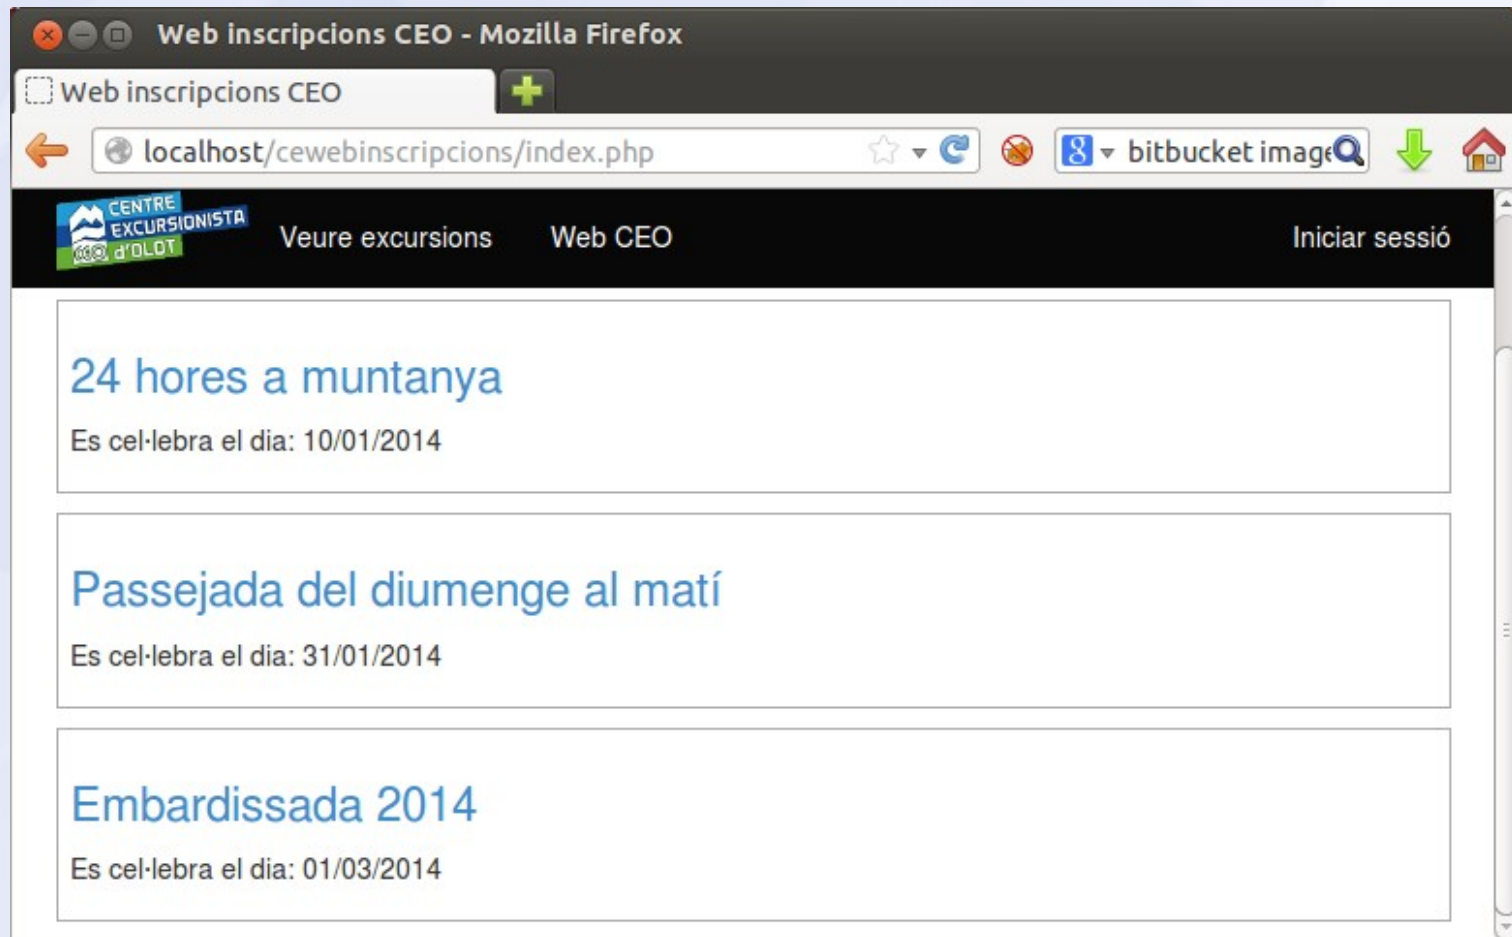 Web inscripcions CEO - Mozilla Firefox
Web inscripcions CEO
localhost/cewebinscripcions/index.php
8 bitbucket image
CENTRE
EXCURSIONISTA
d'OLOT
Veure excursions
Web CEO
Iniciar sessió
24 hores a muntanya
Es cel·lebra el dia: 10/01/2014
Passejada del diumenge al matí
Es cel·lebra el dia: 31/01/2014
Embardissada 2014
Es cel·lebra el dia: 01/03/2014